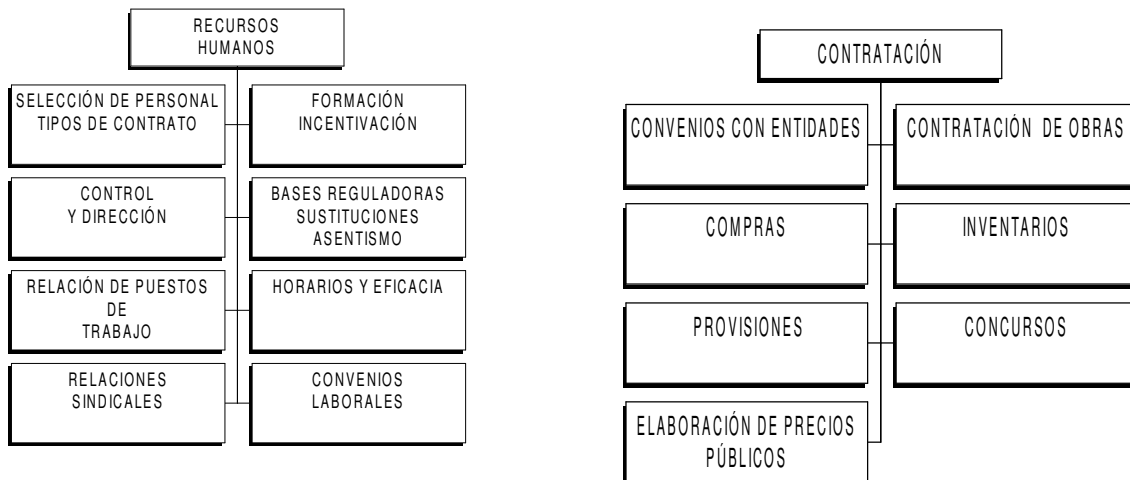 RECURSOS
HUMANOS
SELECCIÓN DE PERSONAL
TIPOS DE CONTRATO
FORMACIÓN
INCENTIVACIÓN
CONTROL
Y DIRECCIÓN
BASES REGULADORAS
SUSTITUCIONES
ASENTISMO
RELACIÓN DE PUESTOS
DE
TRABAJO
HORARIOS Y EFICACIA
RELACIONES
SINDICALES
CONVENIOS
LABORALES
CONTRATACIÓN
CONVENIOS CON ENTIDADES
CONTRATACIÓN DE OBRAS
COMPRAS
INVENTARIOS
PROVISIONES
CONCURSOS
ELABORACIÓN DE PRECIOS
PÚBLICOS